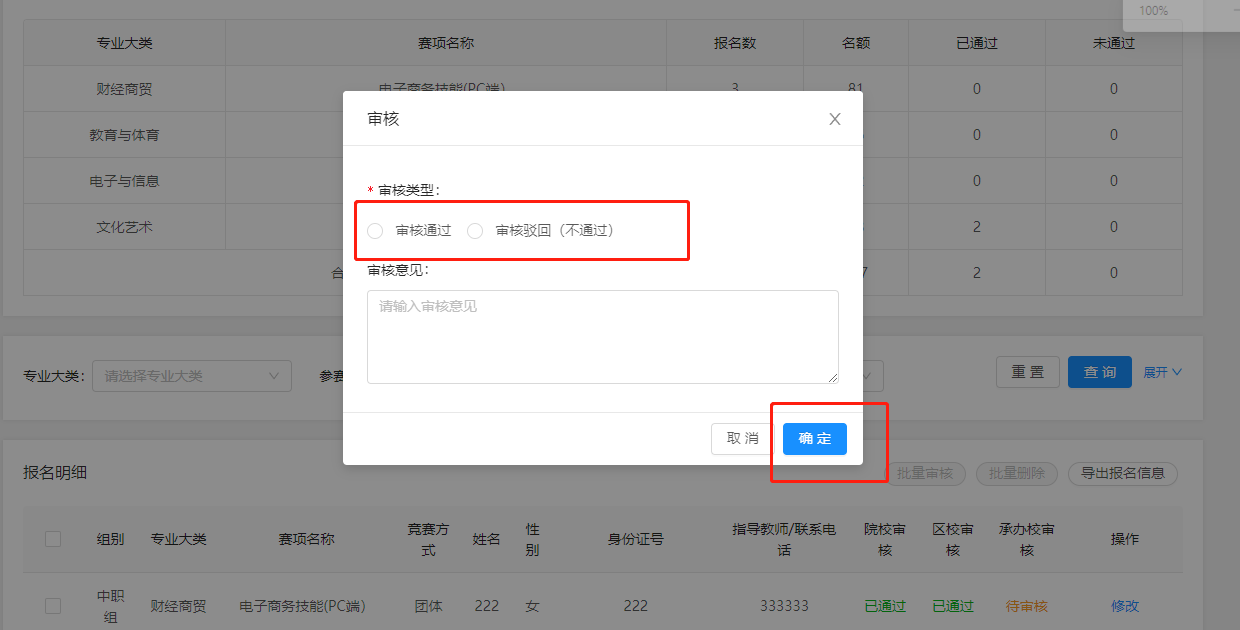 100%
专业大类 赛项名称 报名数 名额 已通过 未通过
财经商贸 电子商务技能(PC端) 3 81 0 0
教育与体育 0 0
电子与信息 0 0
文化艺术 2 0
合 7 2 0
审核
* 审核类型:
审核通过 审核驳回（不通过）
审核意见:
请输入审核意见
取 消 确 定
专业大类: 请选择专业大类 参赛 重 置 查 询 展开
报名明细 批量审核 批量删除 导出报名信息
组别 专业大类 赛项名称 竞赛方式 姓名 性别 身份证号 指导教师/联系电话 院校审核 区校审核 承办校审核 操作
中职组 财经商贸 电子商务技能(PC端) 团体 222 女 222 333333 已通过 已通过 待审核 修改